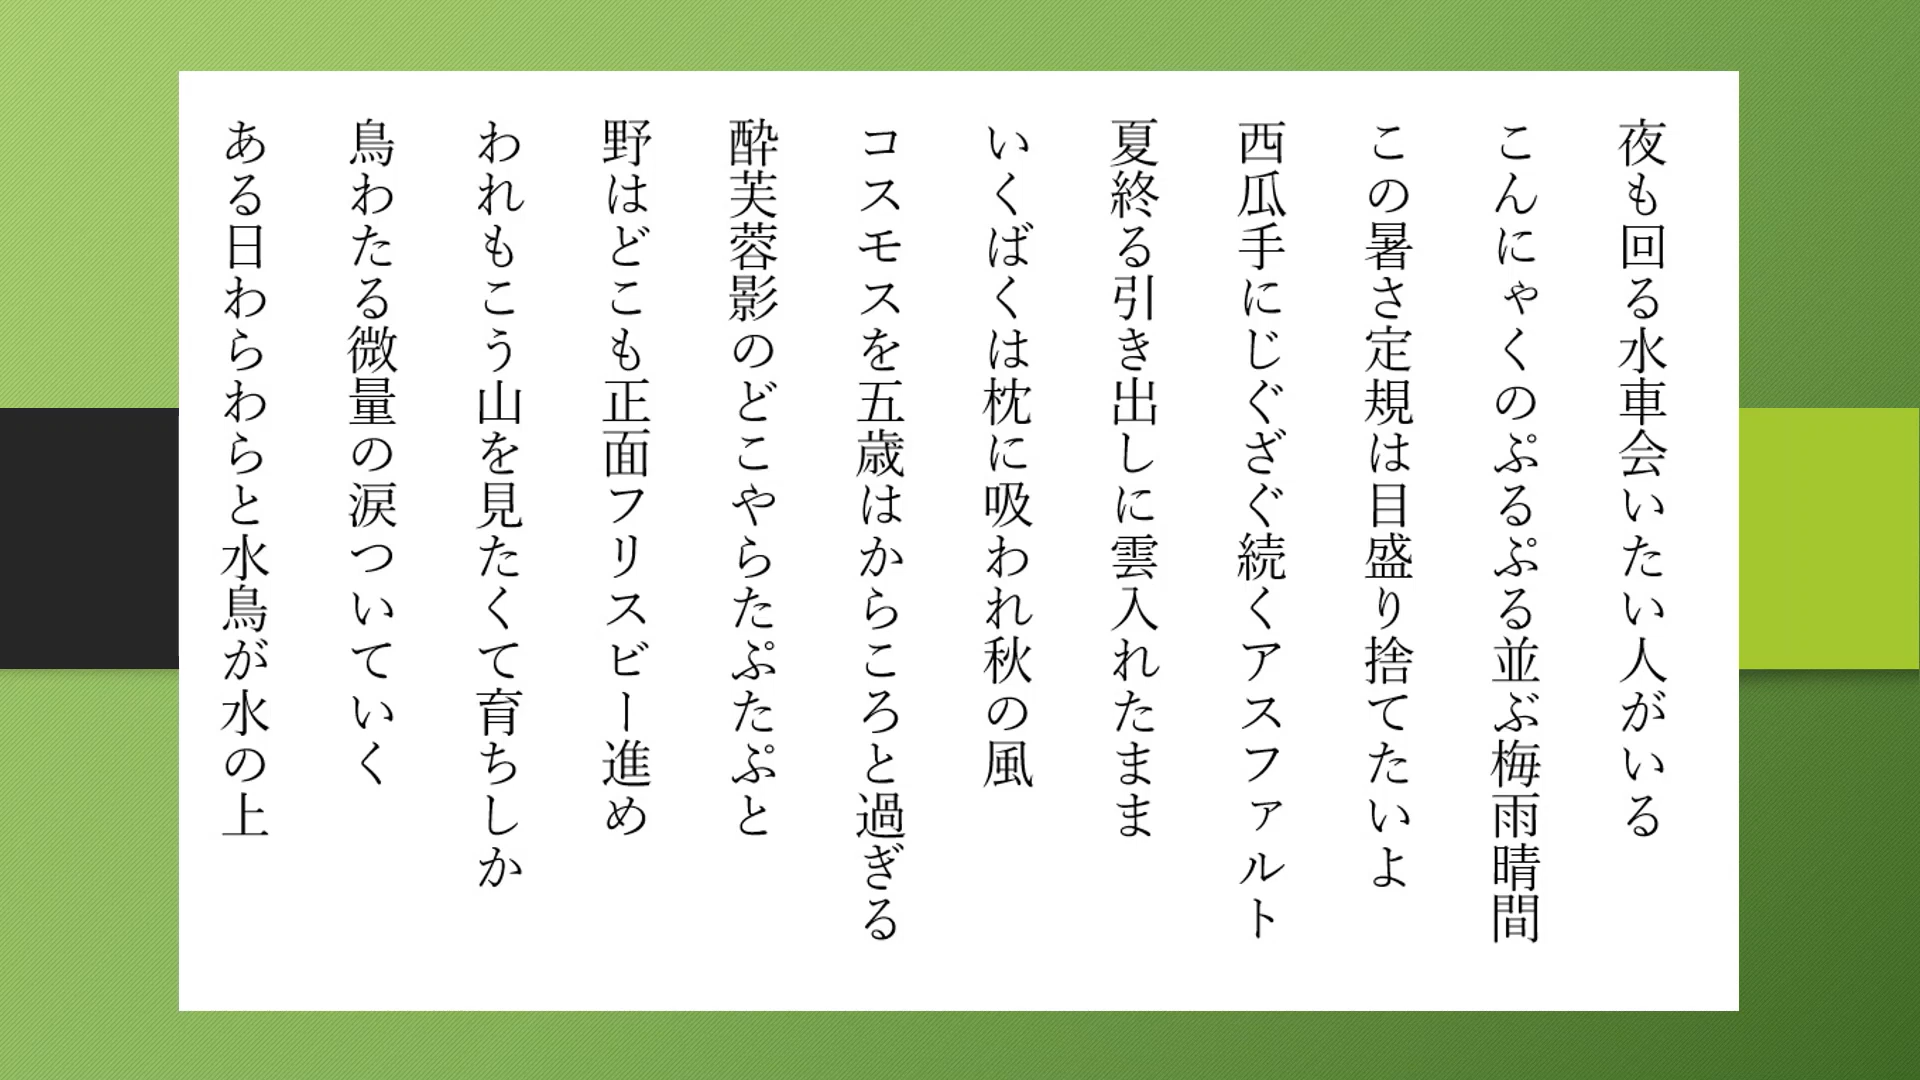 夜も回る水車会いたい人がいる
こんにゃくのぷるぷる並ぶ梅雨晴間
この暑さ定規は目盛り捨てたいよ
西瓜手にじぐざぐ続くアスファルト
夏終る引き出しに雲入れたまま
いくばくは枕に吸われ秋の風
コスモスを五歳はからころと過ぎる
酔芙蓉影のどこやらたぷたぷと
野はどこも正面フリスビー進め
われもこう山を見たくて育ちしか
鳥わたる微量の涙ついていく
ある日わらわらと水鳥が水の上